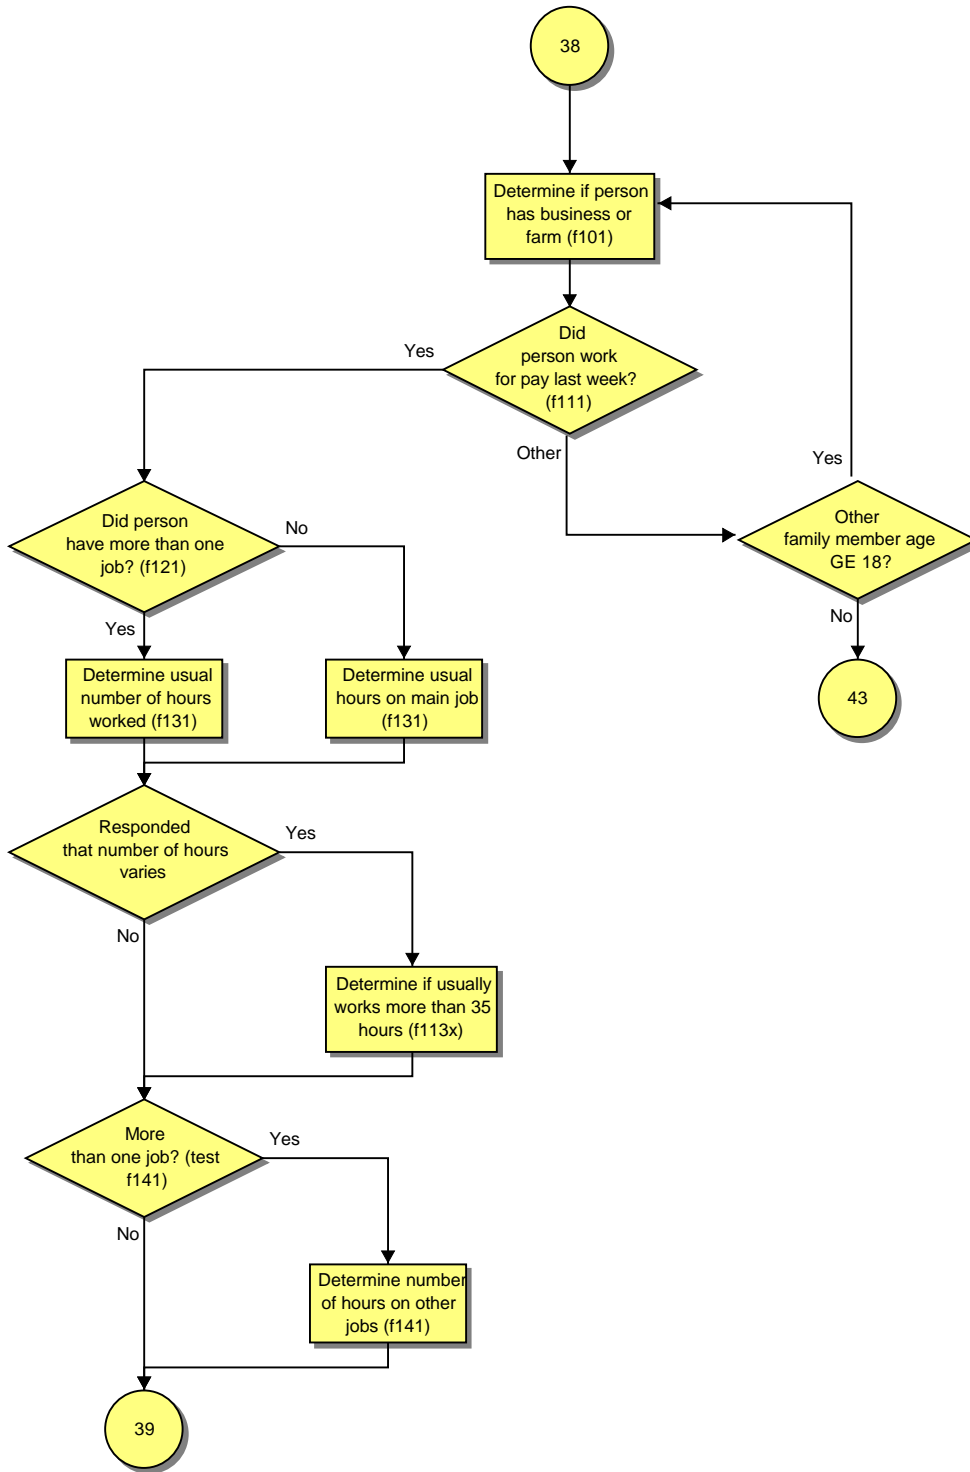 38
Determine if person
has business or
farm (f101)
Did
person work
for pay last week?
(f111)
Yes
Other
Yes
Did person
have more than one
job? (f121)
No
Other
family member age
GE 18?
Yes
No
Determine usual
number of hours
worked (f131)
Determine usual
hours on main job
(f131)
43
Responded
that number of hours
varies
Yes
No
Determine if usually
works more than 35
hours (f113x)
More
than one job? (test
f141)
Yes
No
Determine number
of hours on other
jobs (f141)
39